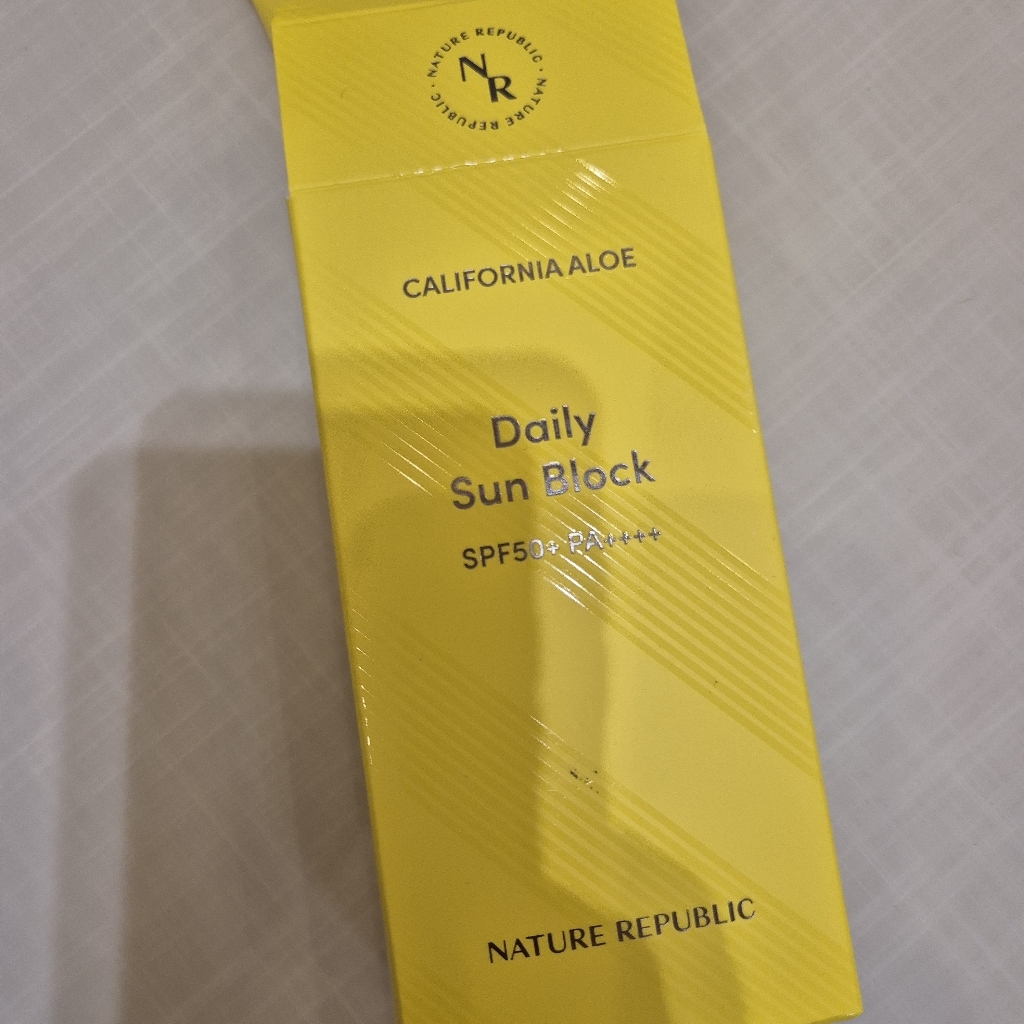 NATURE REPUBLIC · NATURE REPUBLIC ·
NR
CALIFORNIA ALOE
Daily
Sun Block
SPF50+ PA++++
NATURE REPUBLIC